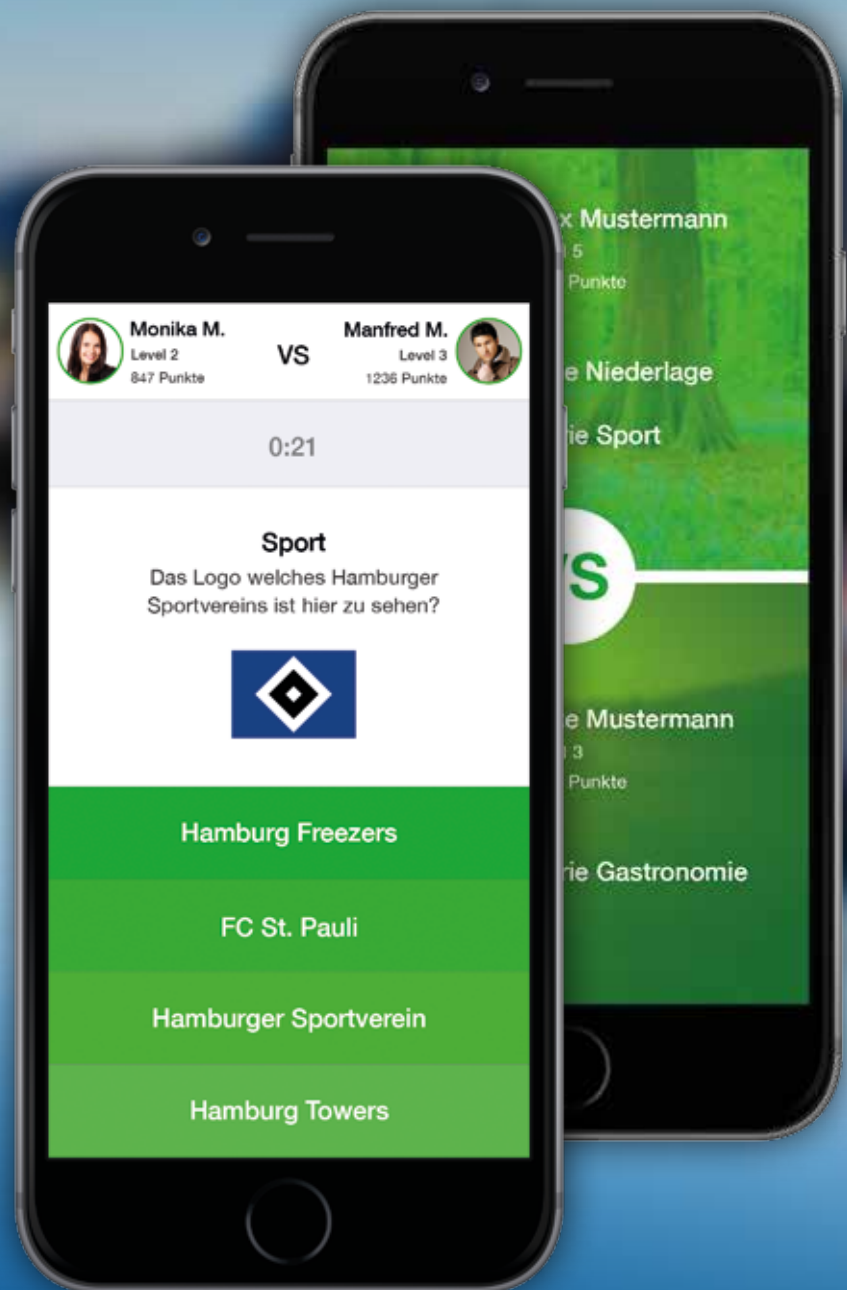 Monika M.
Level 2
847 Punkte
VS
Manfred M.
Level 3
1236 Punkte
0:21
Sport
Das Logo welches Hamburger
Sportvereins ist hier zu sehen?
Hamburg Freezers
FC St. Pauli
Hamburger Sportverein
Hamburg Towers
x Mustermann
l 5
Punkte
e Niederlage
rie Sport
VS
e Mustermann
l 3
Punkte
rie Gastronomie